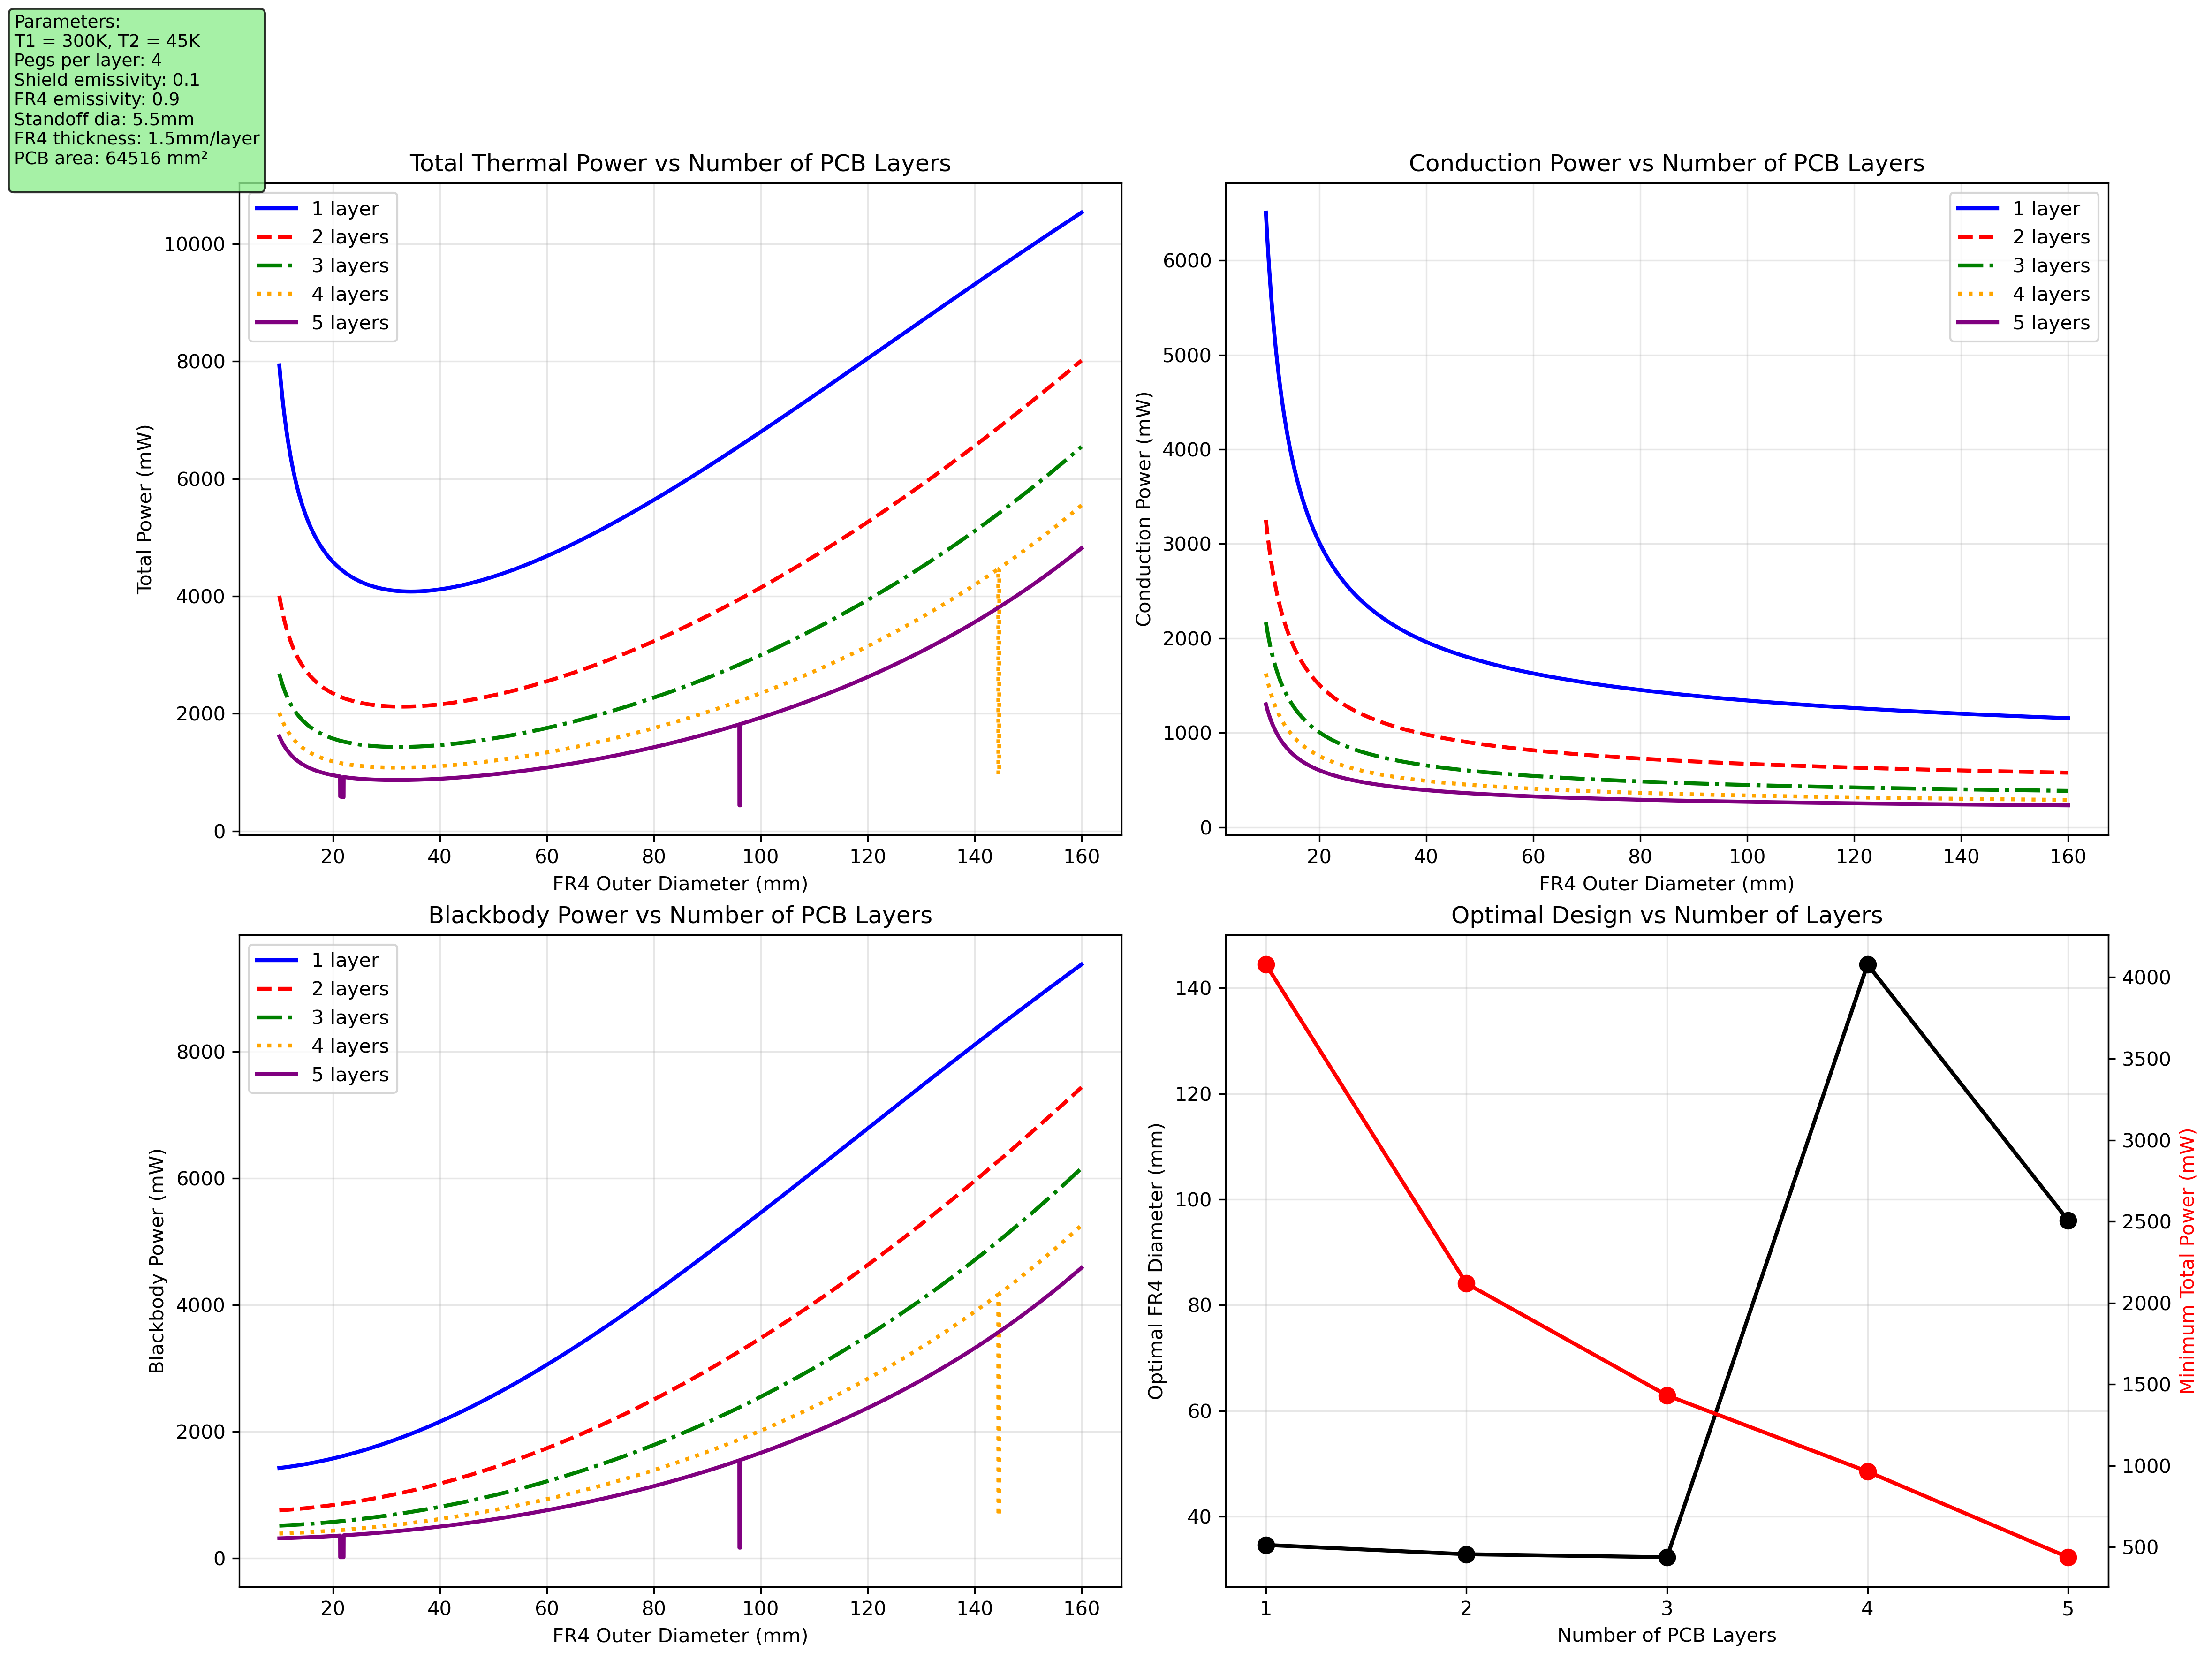 Parameters:
T1 = 300K, T2 = 45K
Pegs per layer: 4
Shield emissivity: 0.1
FR4 emissivity: 0.9
Standoff dia: 5.5mm
FR4 thickness: 1.5mm/layer
PCB area: 64516 mm²
Total Thermal Power vs Number of PCB Layers
1 layer
2 layers
3 layers
4 layers
5 layers
Total Power (mW)
10000
8000
6000
4000
2000
0
20 40 60 80 100 120 140 160
FR4 Outer Diameter (mm)
Conduction Power vs Number of PCB Layers
1 layer
2 layers
3 layers
4 layers
5 layers
Conduction Power (mW)
6000
5000
4000
3000
2000
1000
0
20 40 60 80 100 120 140 160
FR4 Outer Diameter (mm)
Blackbody Power vs Number of PCB Layers
1 layer
2 layers
3 layers
4 layers
5 layers
Blackbody Power (mW)
8000
6000
4000
2000
0
20 40 60 80 100 120 140 160
FR4 Outer Diameter (mm)
Optimal Design vs Number of Layers
Optimal FR4 Diameter (mm)
140
120
100
80
60
40
4000
3500
3000
2500
2000
1500
1000
500
Minimum Total Power (mW)
1 2 3 4 5
Number of PCB Layers